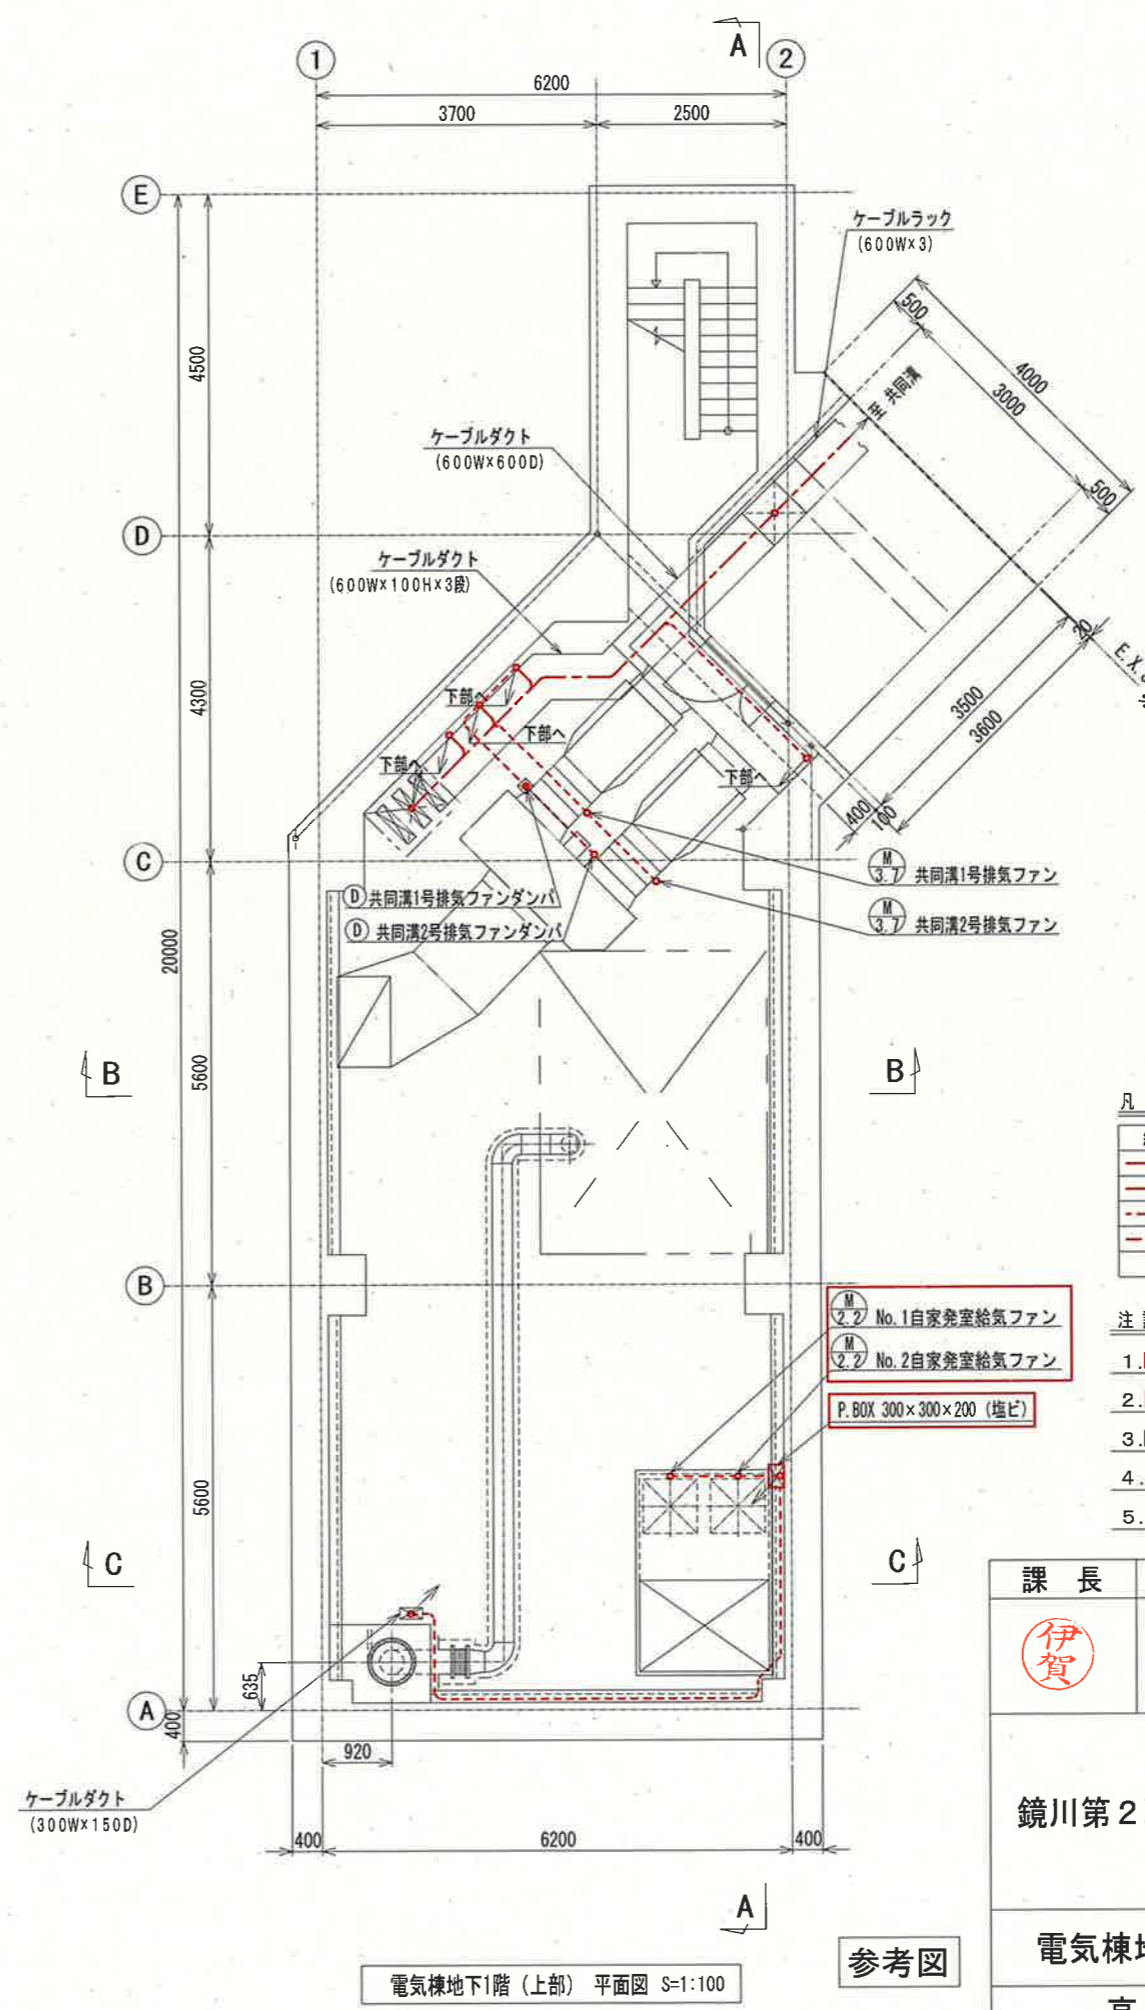 A
1
2
6200
3700
2500
E
ケーブルラック
(600W×3)
500
4000
3000
至 共同溝
4500
ケーブルダクト
(600W×600D)
500
D
ケーブルダクト
(600W×100H×3段)
20
E.X.J
4300
下部へ
下部へ
下部へ
下部へ
3500
3600
400
100
C
M
3.7 共同溝1号排気ファン
D 共同溝1号排気ファンダンパ
M
3.7 共同溝2号排気ファン
D 共同溝2号排気ファンダンパ
20000
5600
B
B
凡
B
M
2.2 No.1自家発室給気ファン
M
2.2 No.2自家発室給気ファン
注
1.
P.BOX 300×300×200 (塩ビ)
2.
3.
4.
5.
5600
C
C
課 長
伊賀
635
A
400
920
ケーブルダクト
(300W×150D)
鏡川第2
400
6200
400
A
参考図
電気棟地
電気棟地下1階(上部) 平面図 S=1:100